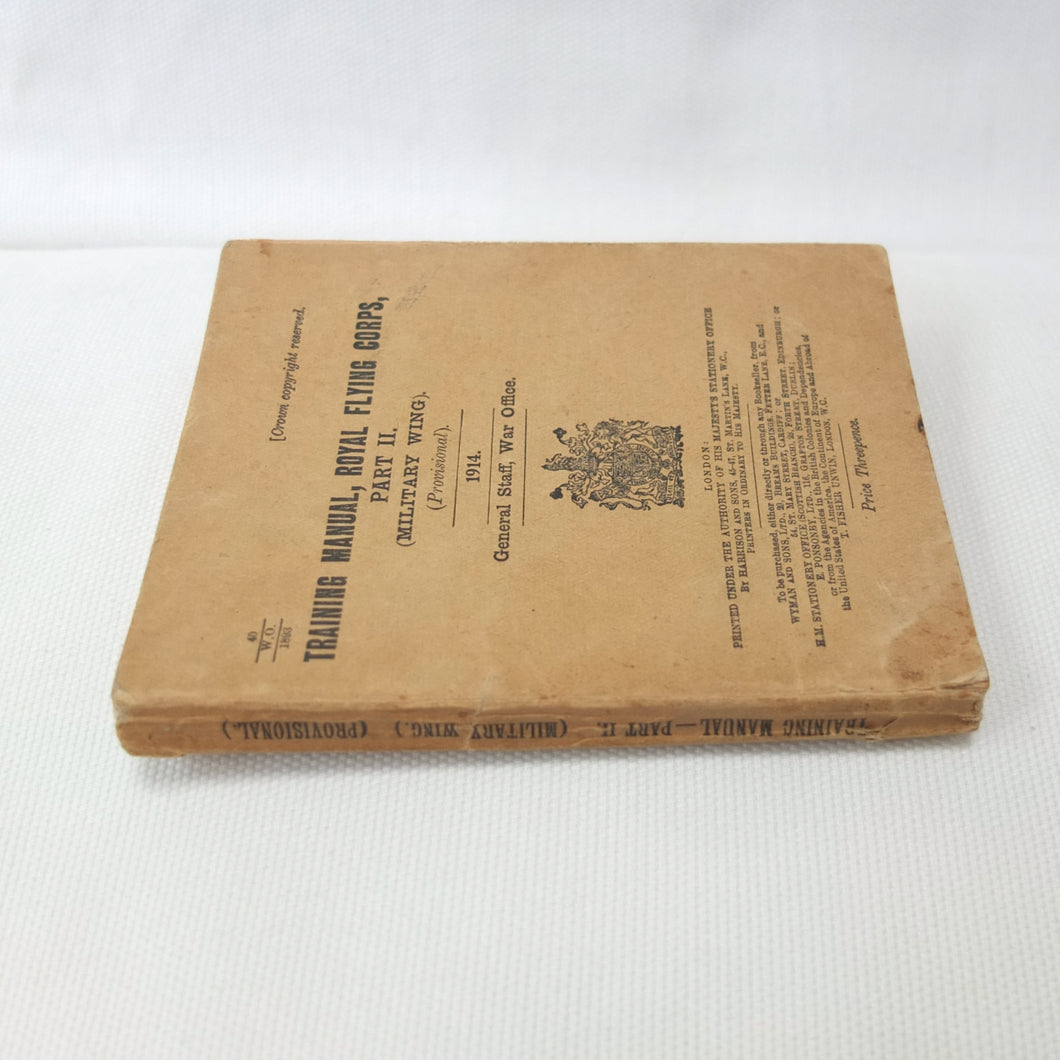 40
W.O.
1893
[Crown copyright reserved.
TRAINING MANUAL, ROYAL FLYING CORPS,
PART II.
(MILITARY WING).
(Provisional).
1914.
General Staff, War Office.
LONDON:
PRINTED UNDER THE AUTHORITY OF HIS MAJESTY'S STATIONERY OFFICE
BY HARRISON AND SONS, 45-47, ST. MARTIN'S LANE, W.C.,
PRINTERS IN ORDINARY TO HIS MAJESTY.
To be purchased, either directly or through any Bookseller, from
WYMAN AND SONS, LTD., 29, BREAMS BUILDINGS, FETTER LANE, E.C., and
54, ST. MARY STREET, CARDIFF; or
H.M. STATIONERY OFFICE (SCOTTISH BRANCH), 23, FORTH STREET, EDINBURGH; or
E. PONSONBY, LTD., 116, GRAFTON STREET, DUBLIN;
or from the Agencies in the British Colonies and Dependencies,
the United States of America, the Continent of Europe and Abroad of
T. FISHER UNWIN, LONDON, W.C.
Price Threepence.
TRAINING MANUAL—PART II. (MILITARY WING) (PROVISIONAL.)